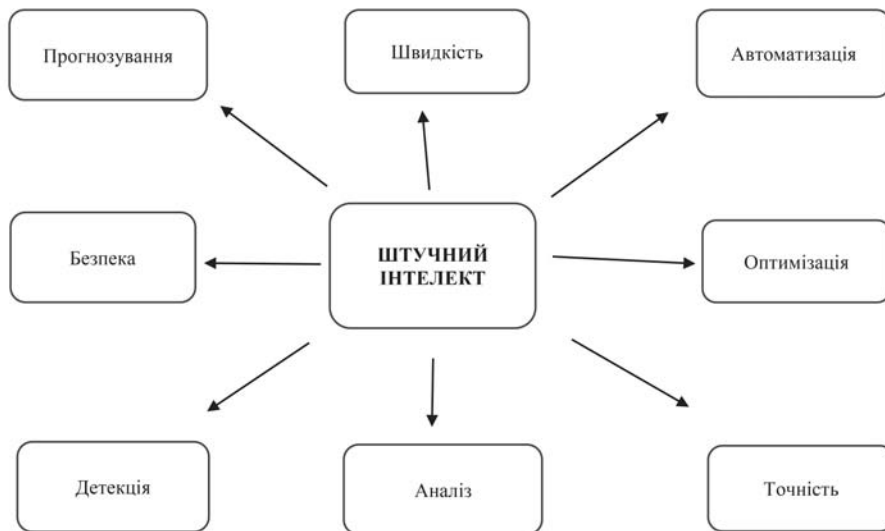 Прогнозування
Швидкість
Автоматизація
Безпека
ШТУЧНИЙ
ІНТЕЛЕКТ
Оптимізація
Детекція
Аналіз
Точність